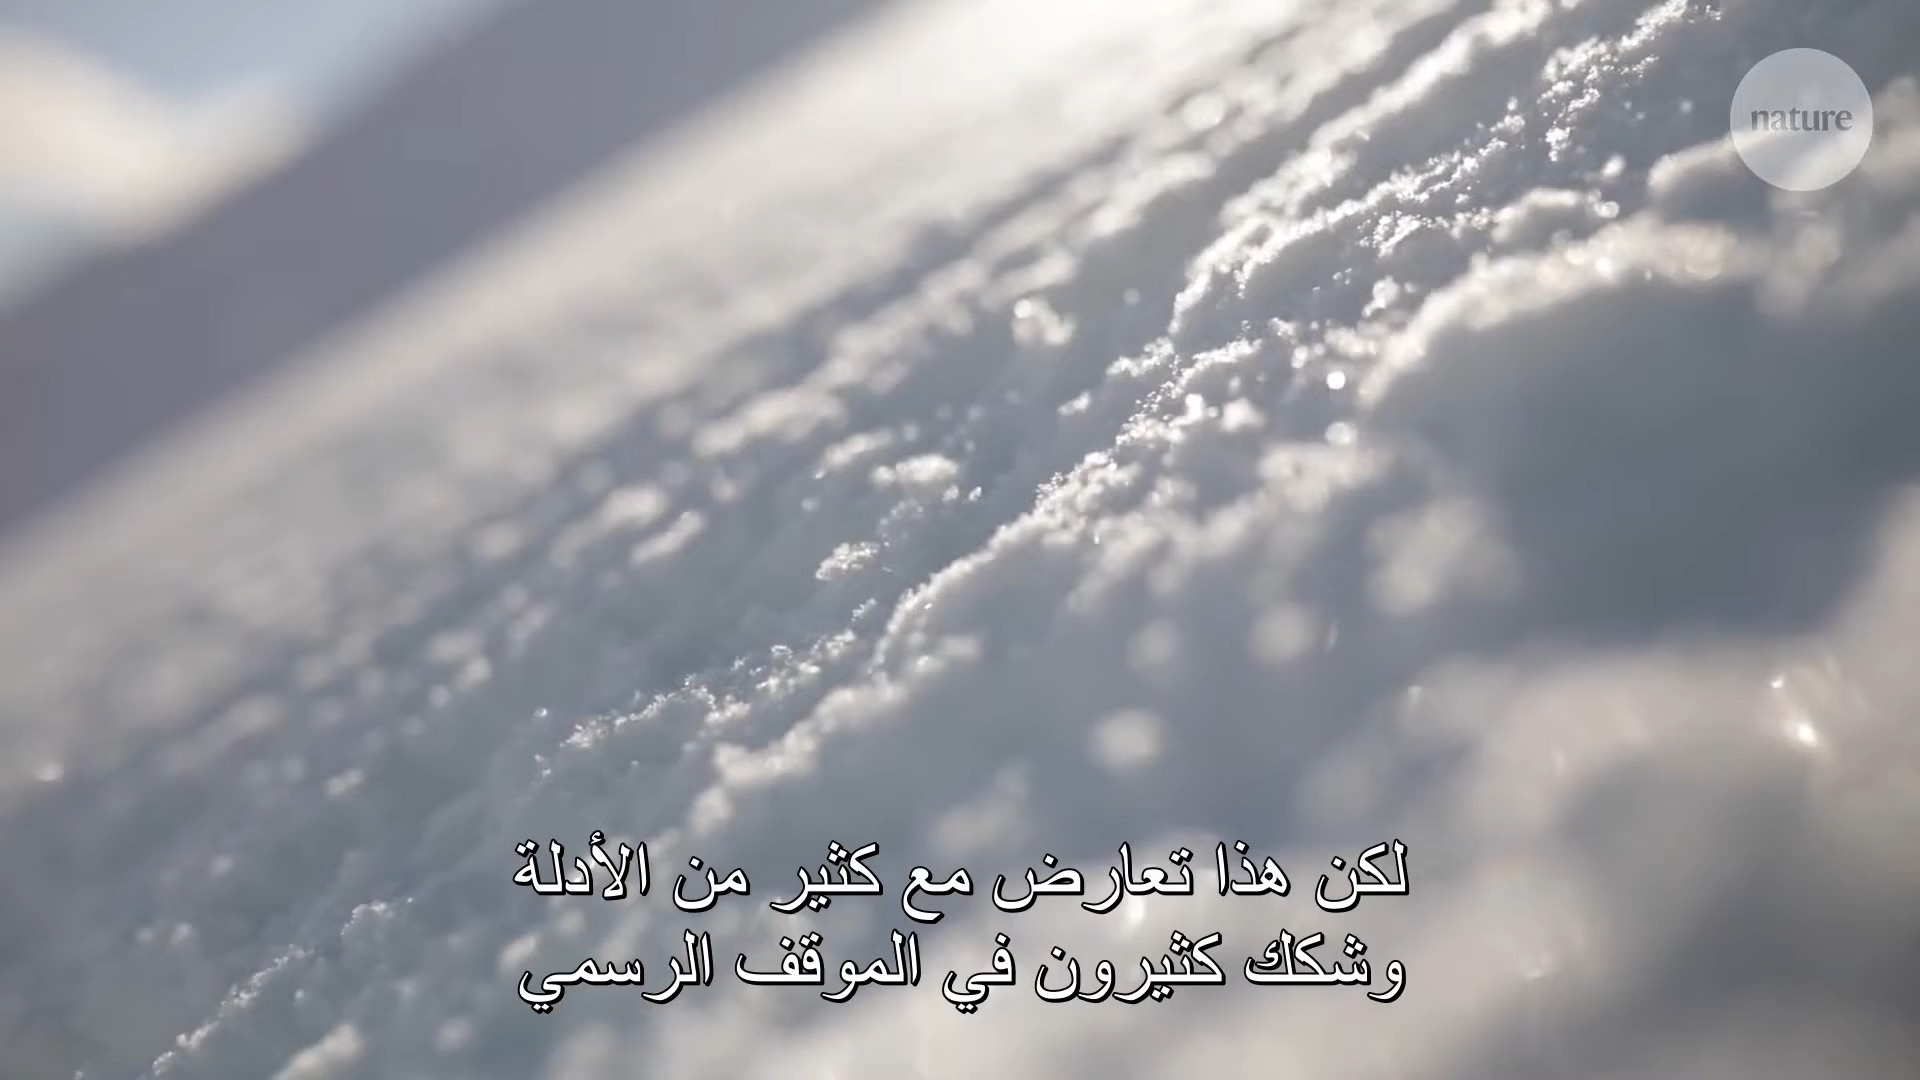 nature
لكن هذا تعارض مع كثير من الأدلة
وشكك كثيرون في الموقف الرسمي